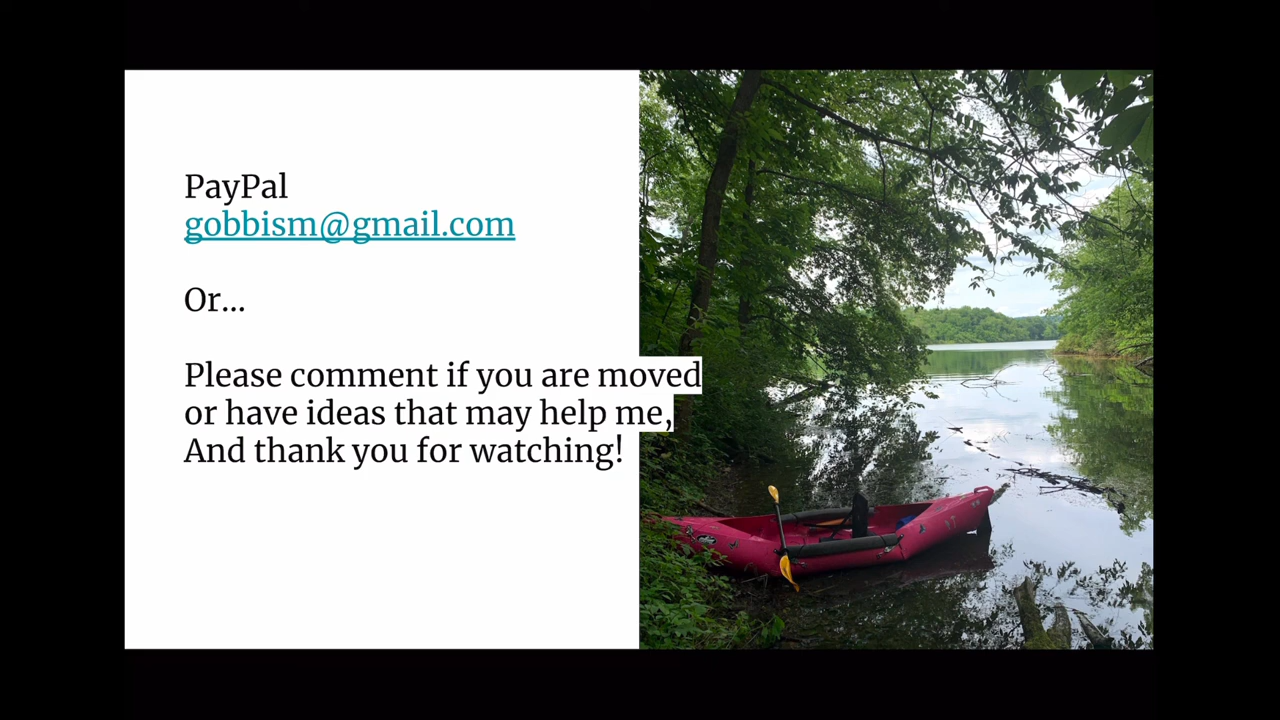 PayPal
gobbism@gmail.com
Or...
Please comment if you are moved
or have ideas that may help me,
And thank you for watching!